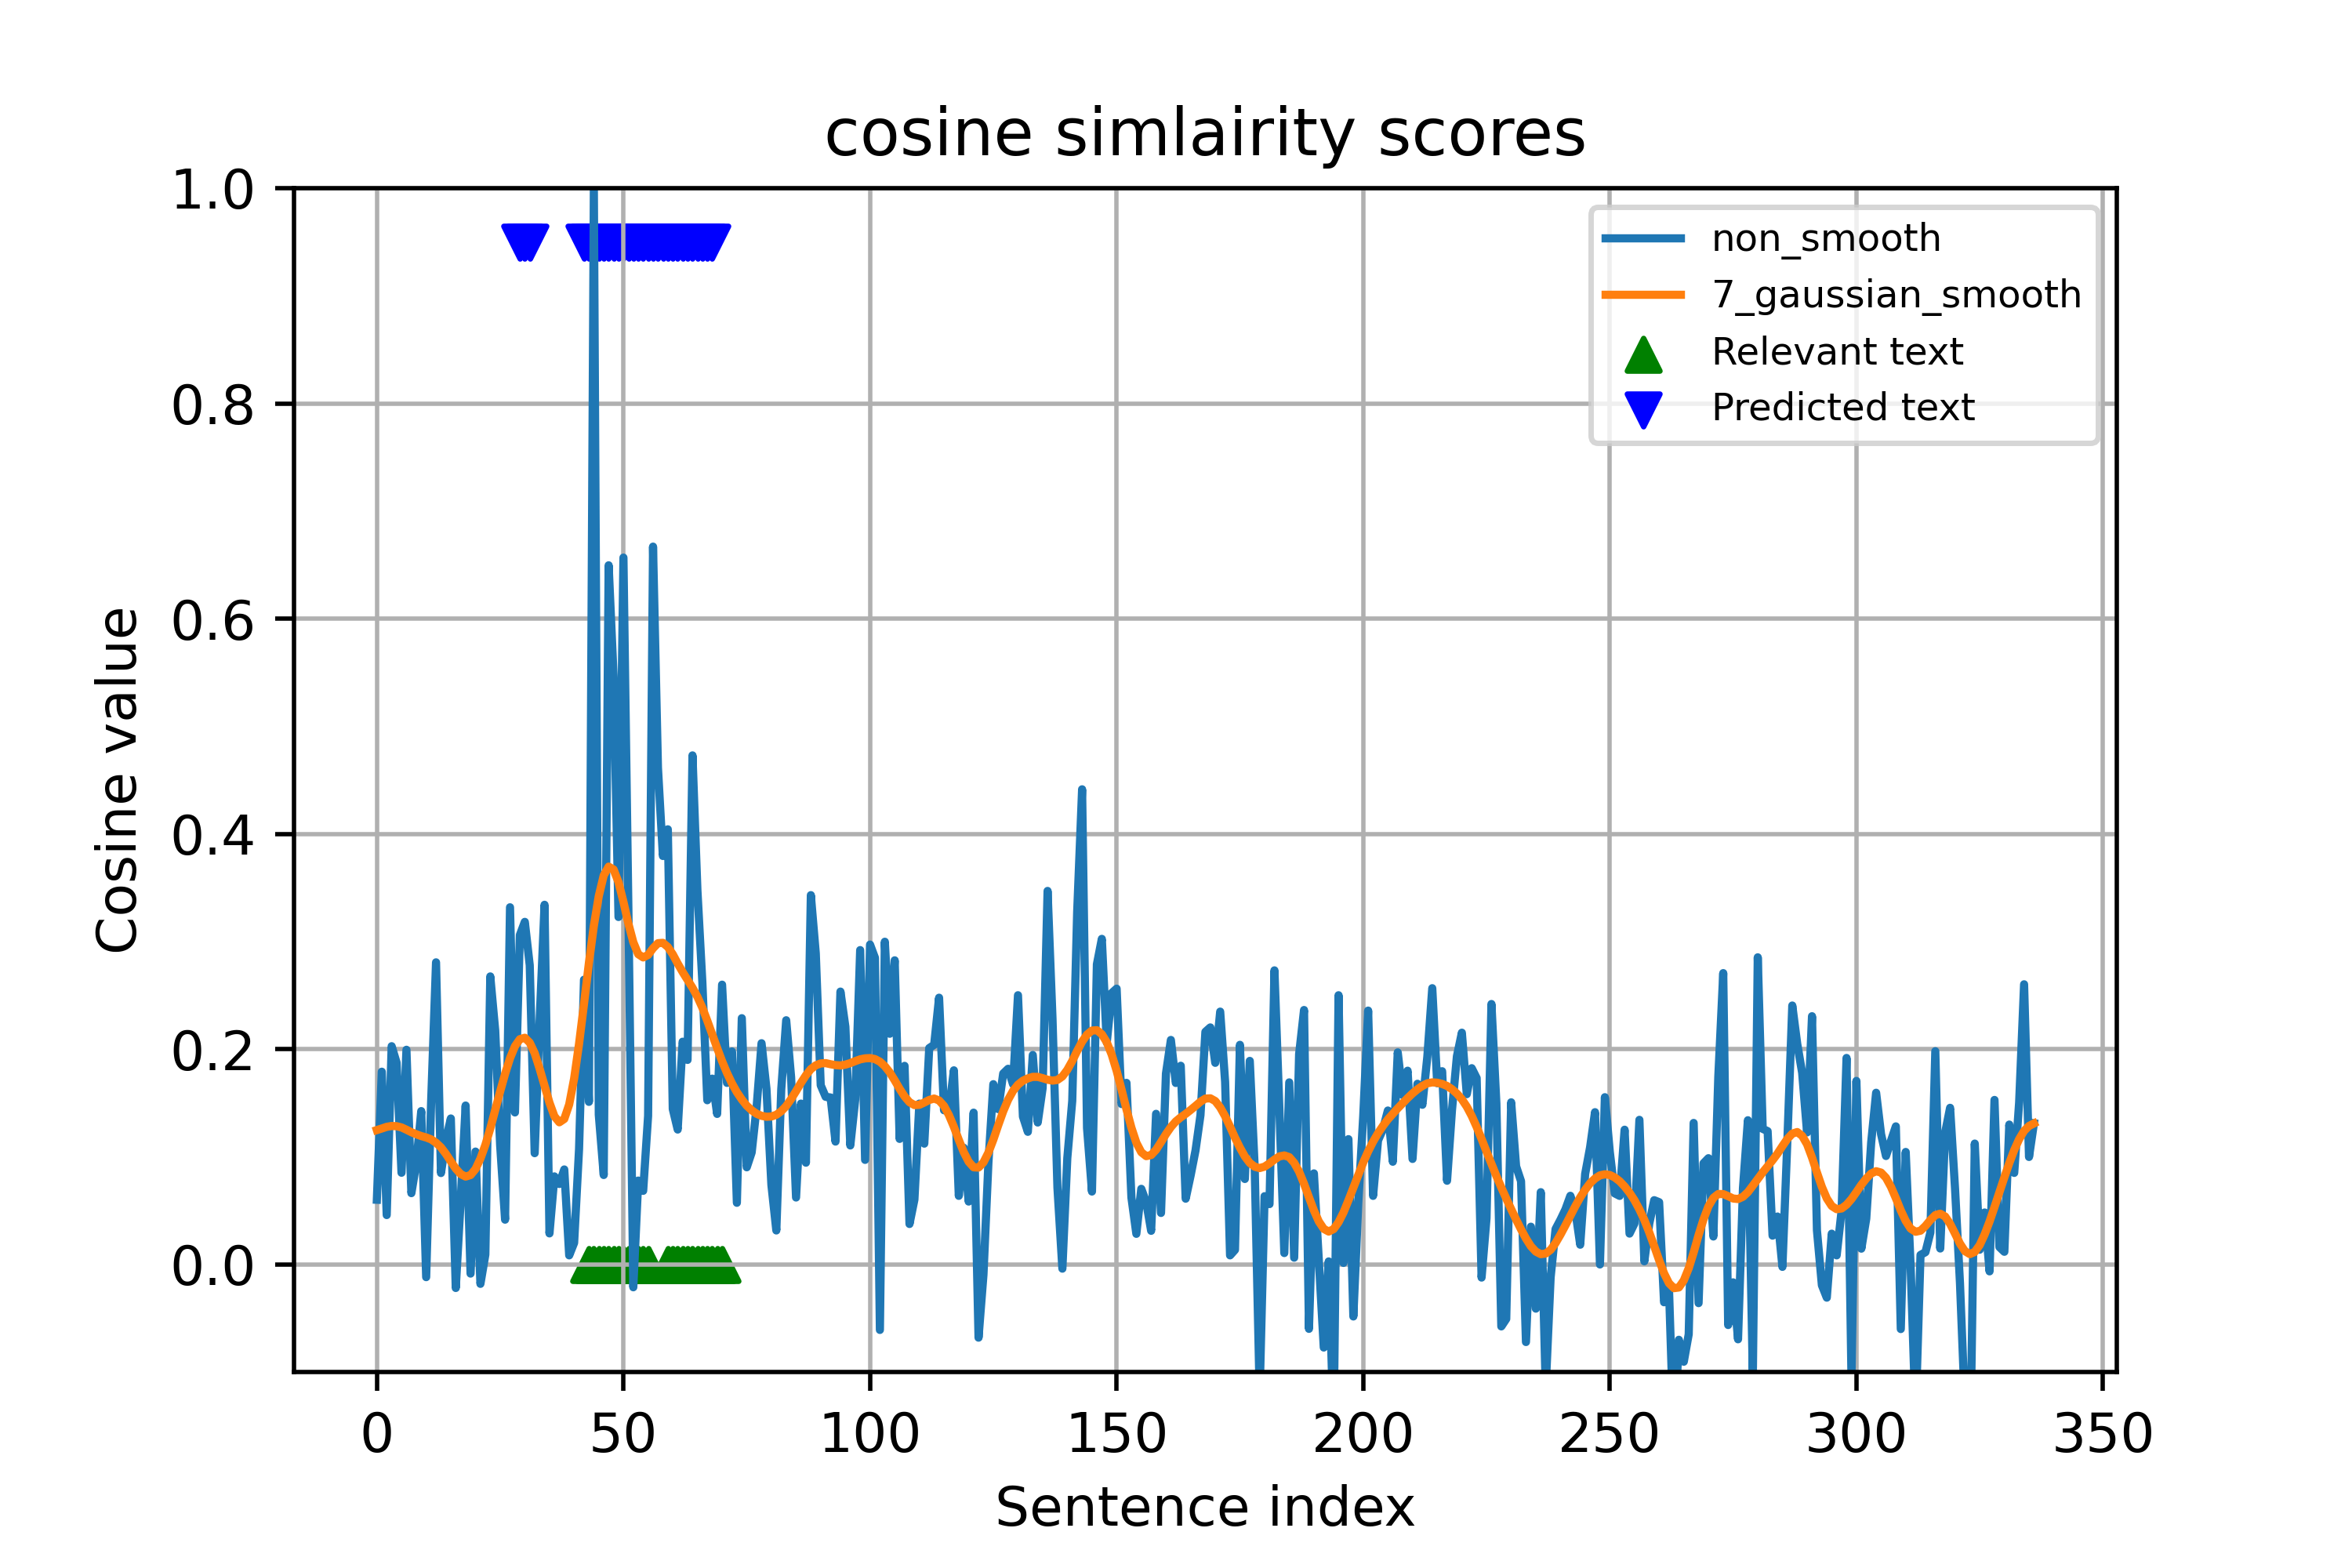 cosine simlairity scores
1.0
0.8
0.6
0.4
0.2
0.0
Cosine value
non_smooth
7_gaussian_smooth
Relevant text
Predicted text
0 50 100 150 200 250 300 350
Sentence index